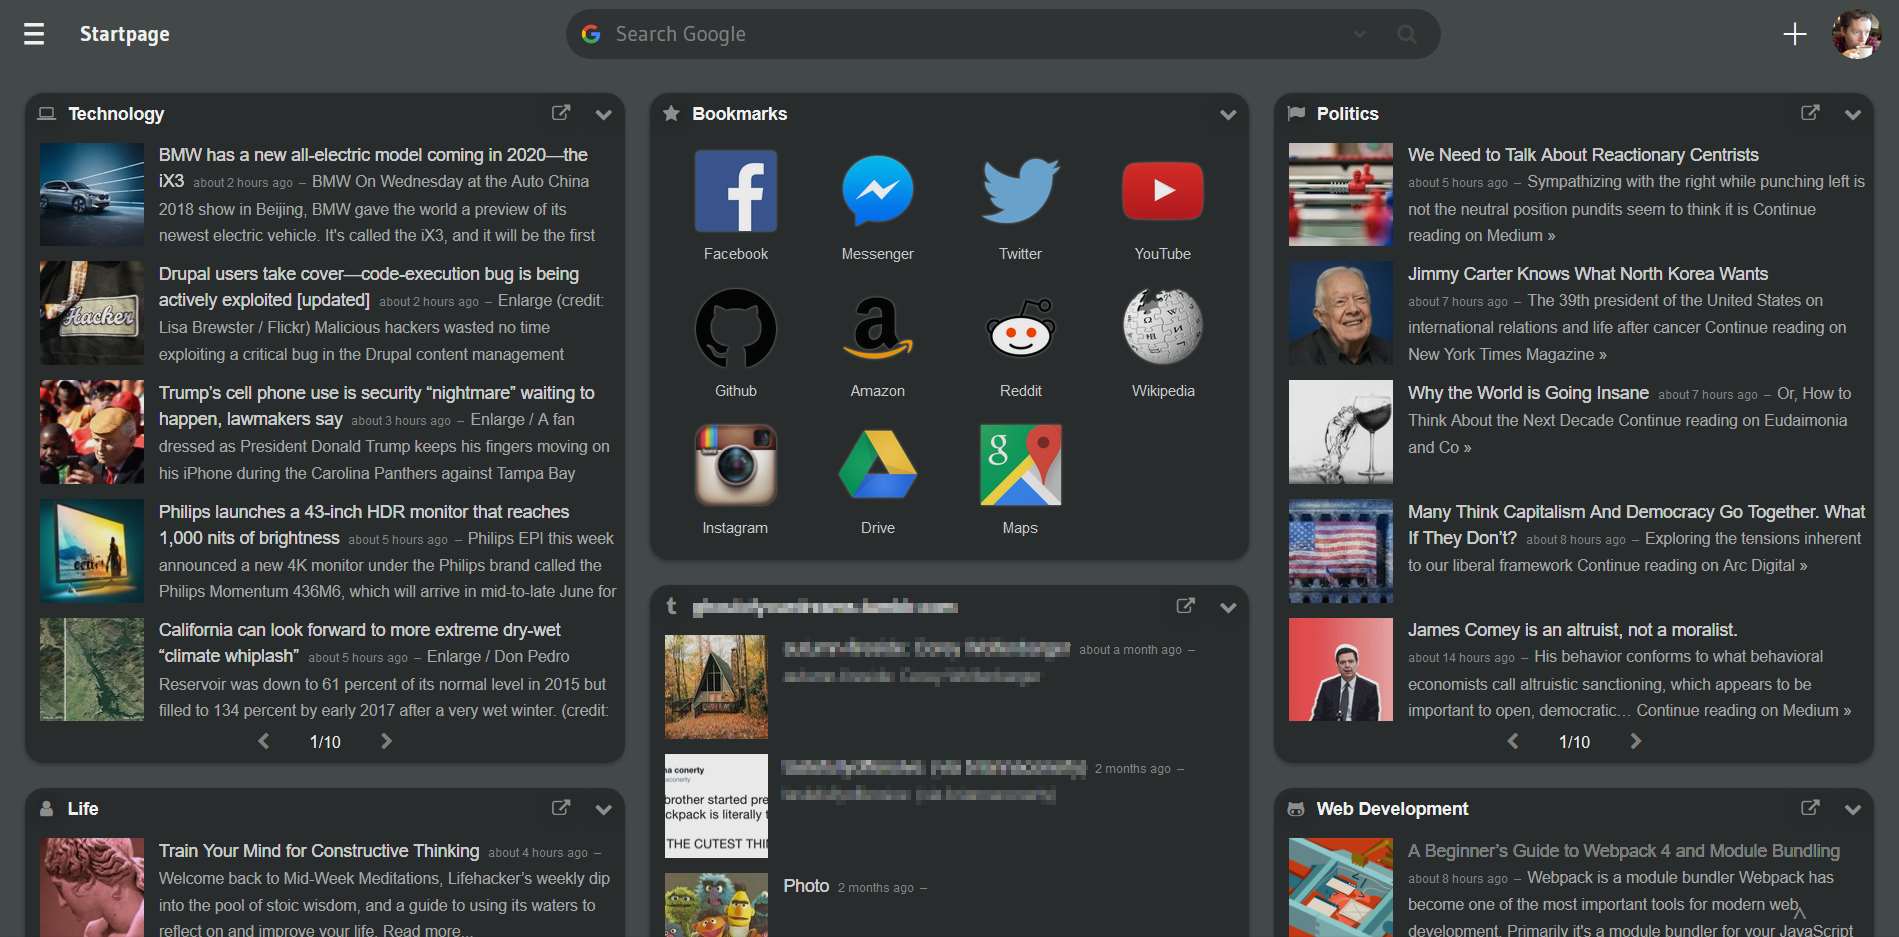 Startpage
Search Google
Technology
BMW has a new all-electric model coming in 2020—the
iX3 about 2 hours ago – BMW On Wednesday at the Auto China
2018 show in Beijing, BMW gave the world a preview of its
newest electric vehicle. It's called the iX3, and it will be the first
Drupal users take cover—code-execution bug is being
actively exploited [updated] about 2 hours ago – Enlarge (credit:
Lisa Brewster / Flickr) Malicious hackers wasted no time
exploiting a critical bug in the Drupal content management
Hacker
Trump’s cell phone use is security “nightmare” waiting to
happen, lawmakers say about 3 hours ago – Enlarge / A fan
dressed as President Donald Trump keeps his fingers moving on
his iPhone during the Carolina Panthers against Tampa Bay
Philips launches a 43-inch HDR monitor that reaches
1,000 nits of brightness about 5 hours ago – Philips EPI this week
announced a new 4K monitor under the Philips brand called the
Philips Momentum 436M6, which will arrive in mid-to-late June for
California can look forward to more extreme dry-wet
“climate whiplash” about 5 hours ago – Enlarge / Don Pedro
Reservoir was down to 61 percent of its normal level in 2015 but
filled to 134 percent by early 2017 after a very wet winter. (credit:
1/10
Life
Train Your Mind for Constructive Thinking about 4 hours ago –
Welcome back to Mid-Week Meditations, Lifehacker’s weekly dip
into the pool of stoic wisdom, and a guide to using its waters to
reflect on and improve your life. Read more...
Bookmarks
Facebook
Messenger
Twitter
YouTube
Github
Amazon
Reddit
Wikipedia
Instagram
Drive
Maps
about a month ago –
na conerty
aconerty
brother started pre
ckpack is literally t
THE CUTEST THI
2 months ago –
Photo 2 months ago –
Politics
We Need to Talk About Reactionary Centrists
about 5 hours ago – Sympathizing with the right while punching left is
not the neutral position pundits seem to think it is Continue
reading on Medium »
Jimmy Carter Knows What North Korea Wants
about 7 hours ago – The 39th president of the United States on
international relations and life after cancer Continue reading on
New York Times Magazine »
Why the World is Going Insane about 7 hours ago – Or, How to
Think About the Next Decade Continue reading on Eudaimonia
and Co »
Many Think Capitalism And Democracy Go Together. What
If They Don’t? about 8 hours ago – Exploring the tensions inherent
to our liberal framework Continue reading on Arc Digital »
James Comey is an altruist, not a moralist.
about 14 hours ago – His behavior conforms to what behavioral
economists call altruistic sanctioning, which appears to be
important to open, democratic… Continue reading on Medium »
1/10
Web Development
A Beginner’s Guide to Webpack 4 and Module Bundling
about 8 hours ago – Webpack is a module bundler Webpack has
become one of the most important tools for modern web
development. Primarily it's a module bundler for your JavaScript